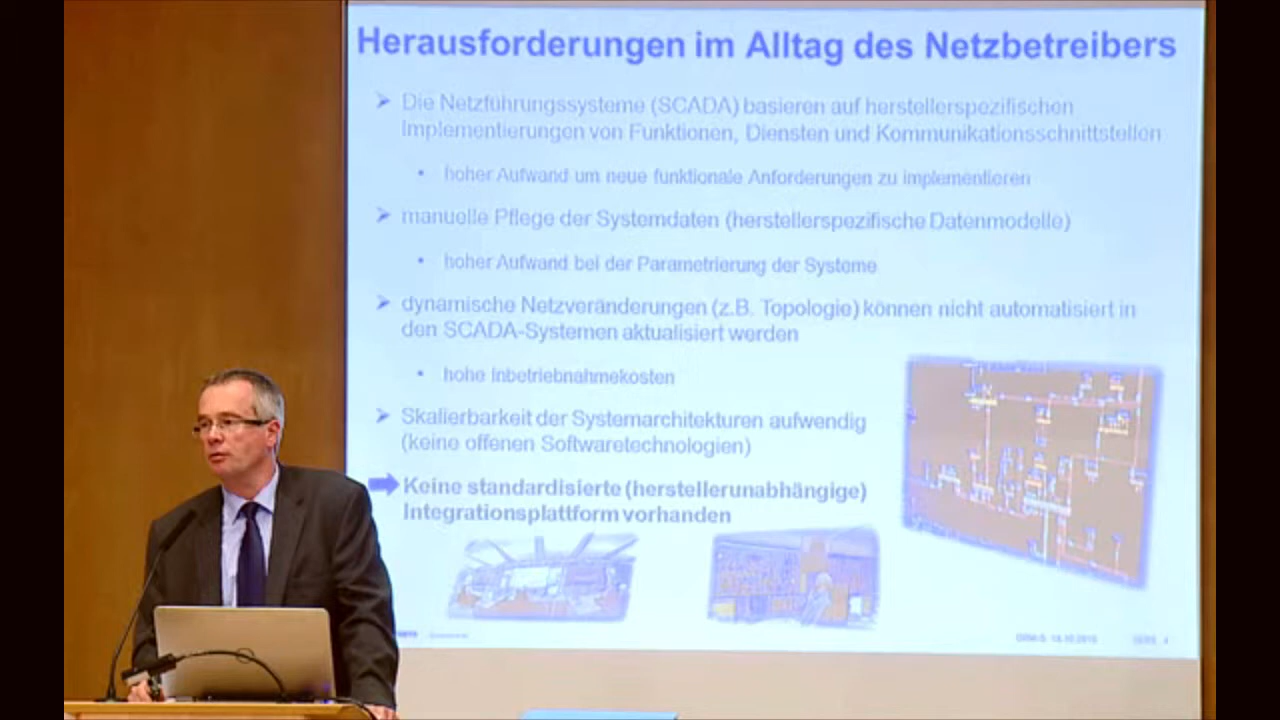 Herausforderungen im Alltag des Netzbetreibers
➤ Die Netzführungssysteme (SCADA) basieren auf herstellerspezifischen
Implementierungen von Funktionen, Diensten und Kommunikationsschnittstellen
• hoher Aufwand um neue funktionale Anforderungen zu implementieren
➤ manuelle Pflege der Systemdaten (herstellerspezifische Datenmodelle)
• hoher Aufwand bei der Parametrierung der Systeme
➤ dynamische Netzveränderungen (z.B. Topologie) können nicht automatisiert in
den SCADA-Systemen aktualisiert werden
• hohe Inbetriebnahmekosten
➤ Skalierbarkeit der Systemarchitekturen aufwendig
(keine offenen Softwaretechnologien)
Keine standardisierte (herstellerunabhängige)
Integrationsplattform vorhanden